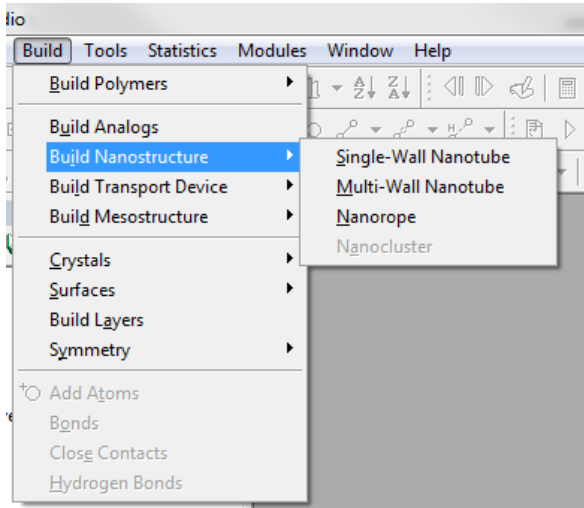 dio
Build Tools Statistics Modules Window Help
Build Polymers
Build Analogs
Build Nanostructure
Build Transport Device
Build Mesostructure
Crystals
Surfaces
Build Layers
Symmetry
Add Atoms
Bonds
Close Contacts
Hydrogen Bonds
Single-Wall Nanotube
Multi-Wall Nanotube
Nanorope
Nanocluster